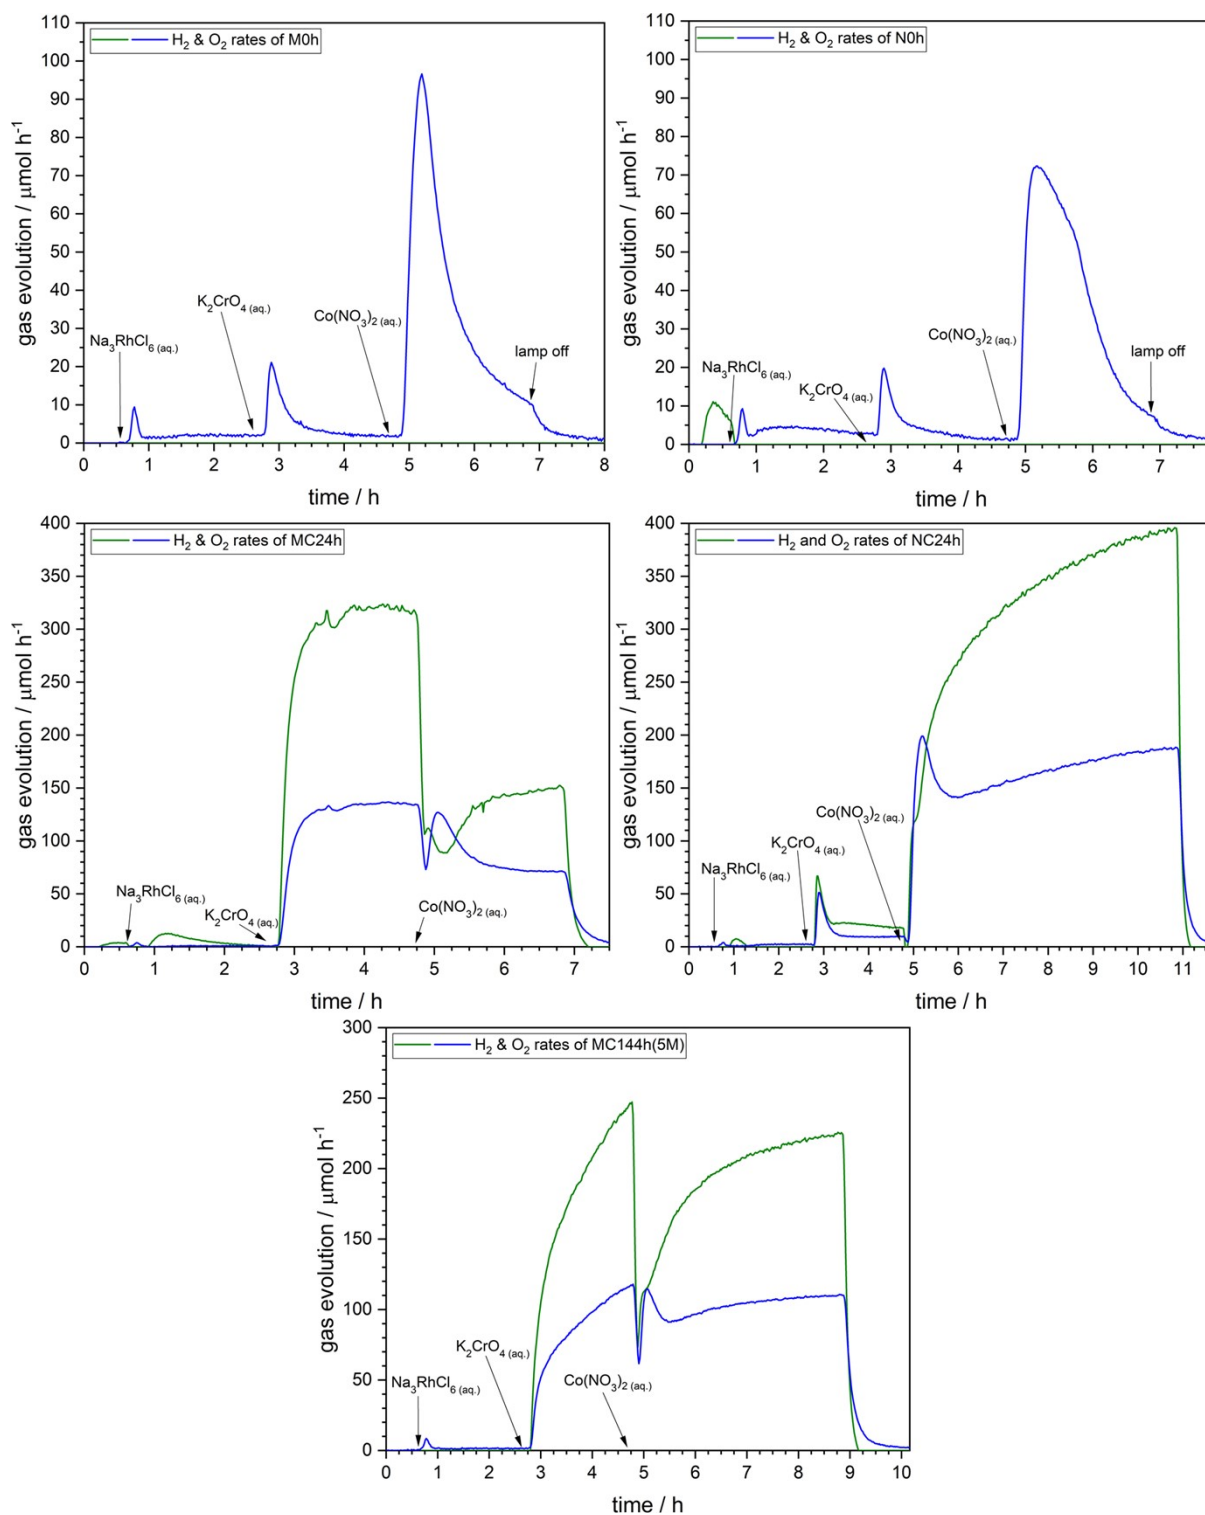 H₂ & O₂ rates of M0h
gas evolution / μmol h⁻¹
110
100
90
80
70
60
50
40
30
20
10
0
Na₃RhCl₆ (aq.)
K₂CrO₄ (aq.)
Co(NO₃)₂ (aq.)
lamp off
0 1 2 3 4 5 6 7 8
time / h
H₂ & O₂ rates of N0h
gas evolution / μmol h⁻¹
110
100
90
80
70
60
50
40
30
20
10
0
Na₃RhCl₆ (aq.)
K₂CrO₄ (aq.)
Co(NO₃)₂ (aq.)
lamp off
0 1 2 3 4 5 6 7
time / h
H₂ & O₂ rates of MC24h
gas evolution / μmol h⁻¹
400
350
300
250
200
150
100
50
0
Na₃RhCl₆ (aq.)
K₂CrO₄ (aq.)
Co(NO₃)₂ (aq.)
0 1 2 3 4 5 6 7
time / h
H₂ and O₂ rates of NC24h
gas evolution / μmol h⁻¹
400
350
300
250
200
150
100
50
0
Na₃RhCl₆ (aq.)
K₂CrO₄ (aq.)
Co(NO₃)₂ (aq.)
0 1 2 3 4 5 6 7 8 9 10 11
time / h
H₂ & O₂ rates of MC144h(5M)
gas evolution / μmol h⁻¹
300
250
200
150
100
50
0
Na₃RhCl₆ (aq.)
K₂CrO₄ (aq.)
Co(NO₃)₂ (aq.)
0 1 2 3 4 5 6 7 8 9 10
time / h